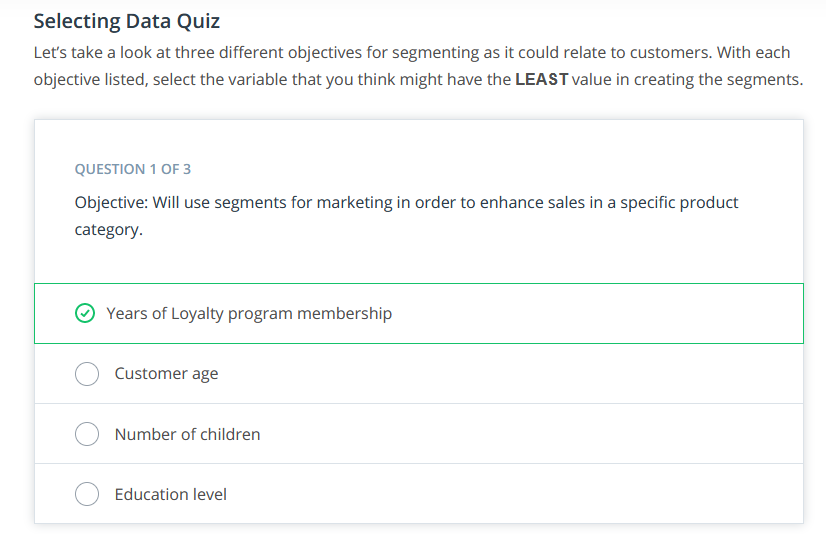 Selecting Data Quiz
Let’s take a look at three different objectives for segmenting as it could relate to customers. With each
objective listed, select the variable that you think might have the LEAST value in creating the segments.
QUESTION 1 OF 3
Objective: Will use segments for marketing in order to enhance sales in a specific product
category.
Years of Loyalty program membership
Customer age
Number of children
Education level